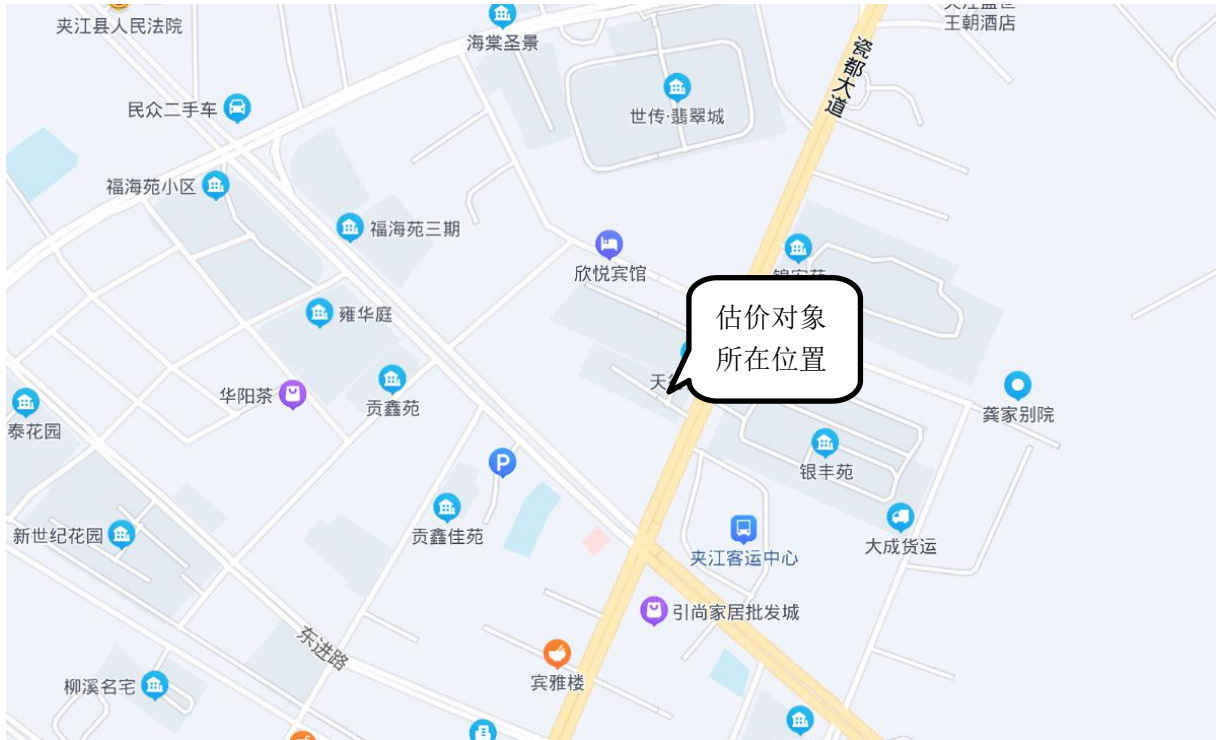 夹江县人民法院
海棠圣景
王朝酒店
瓷都大道
民众二手车
世传·翡翠城
福海苑小区
福海苑三期
欣悦宾馆
估价对象
所在位置
雍华庭
华阳茶
贡鑫苑
龚家别院
泰花园
银丰苑
新世纪花园
贡鑫佳苑
P
夹江客运中心
大成货运
引尚家居批发城
东进路
宾雅楼
柳溪名宅